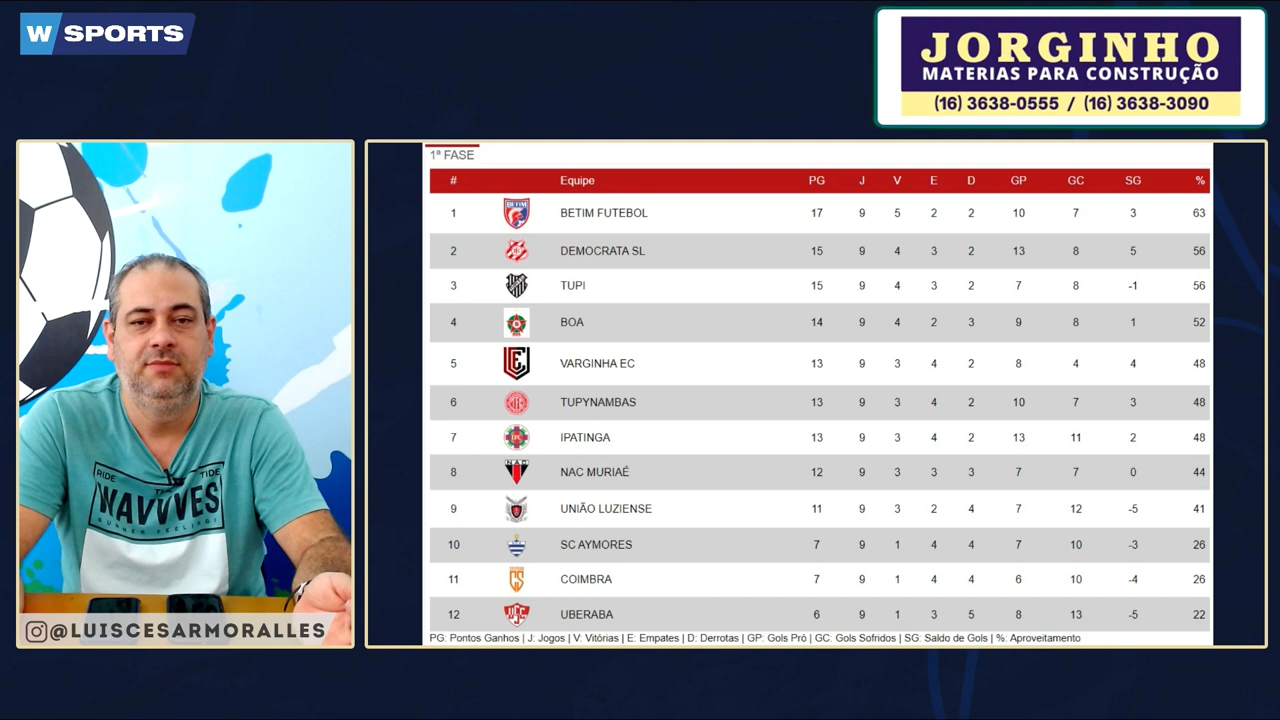 W SPORTS
JORGINHO
MATERIAS PARA CONSTRUÇÃO
(16) 3638-0555 / (16) 3638-3090
1ª FASE
# Equipe PG J V E D GP GC SG %
1 BETIM BETIM FUTEBOL 17 9 5 2 2 10 7 3 63
2 DEMOCRATA SL 15 9 4 3 2 13 8 5 56
3 TUPI 15 9 4 3 2 7 8 -1 56
4 BOA 14 9 4 2 3 9 8 1 52
5 VARGINHA EC 13 9 3 4 2 8 4 4 48
6 TUPYNAMBAS 13 9 3 4 2 10 7 3 48
7 IPATINGA 13 9 3 4 2 13 11 2 48
8 NAC NAC MURIAÉ 12 9 3 3 3 7 7 0 44
9 UNIÃO LUZIENSE 11 9 3 2 4 7 12 -5 41
10 SC AYMORES 7 9 1 4 4 7 10 -3 26
11 COIMBRA 7 9 1 4 4 6 10 -4 26
12 USC UBERABA 6 9 1 3 5 8 13 -5 22
PG: Pontos Ganhos | J: Jogos | V: Vitórias | E: Empates | D: Derrotas | GP: Gols Pró | GC: Gols Sofridos | SG: Saldo de Gols | %: Aproveitamento
RIDE THE TIDE
WAVVVES
SUMMER FEELINGS
@LUISCESARMORALLES